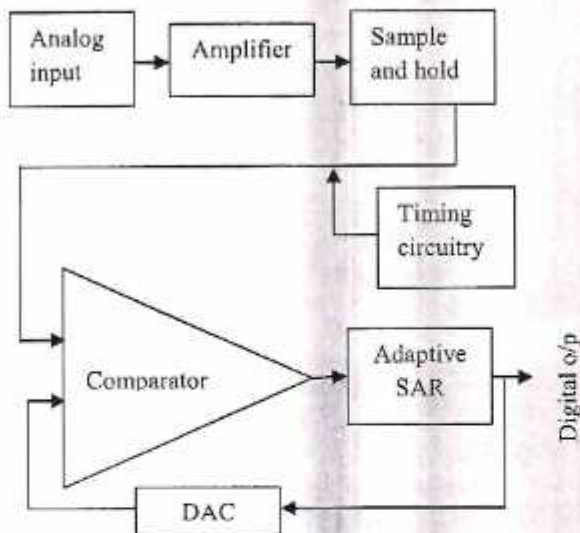 Analog
input
Amplifier
Sample
and hold
Timing
circuitry
Comparator
Adaptive
SAR
Digital o/p
DAC